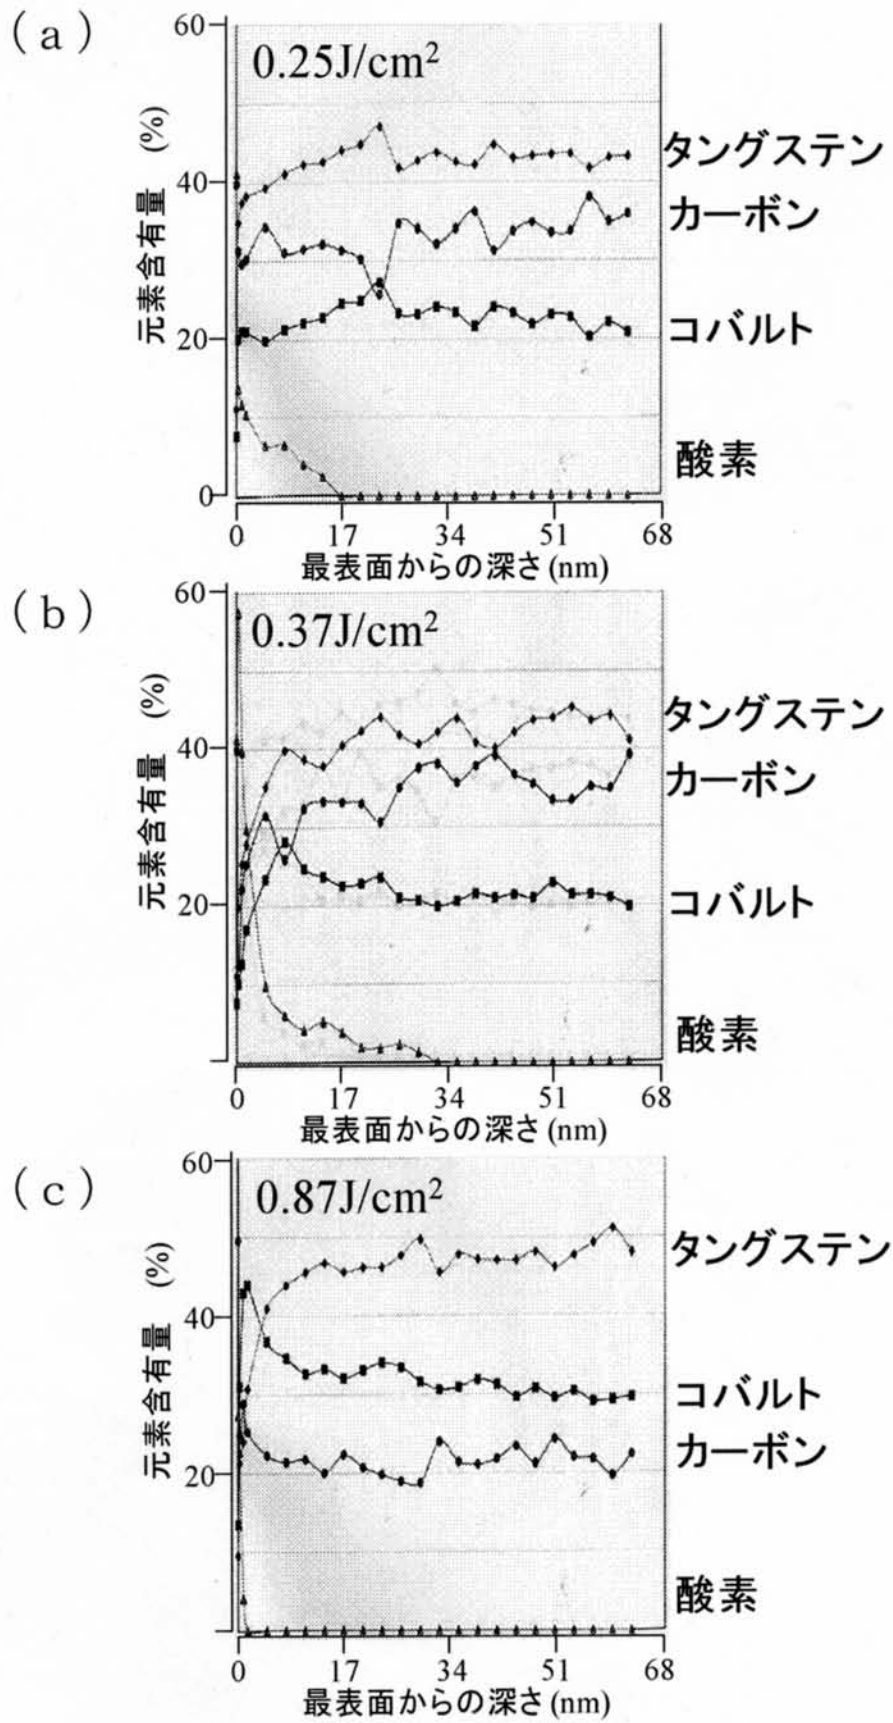 (a)
60
0.25J/cm²
タングステン
40
カーボン
元素含有量 (%)
コバルト
20
酸素
0
0 17 34 51 68
最表面からの深さ(nm)
(b)
60
0.37J/cm²
タングステン
40
カーボン
元素含有量 (%)
コバルト
20
酸素
0 17 34 51 68
最表面からの深さ(nm)
(c)
60
0.87J/cm²
タングステン
40
元素含有量 (%)
コバルト
カーボン
20
酸素
0 17 34 51 68
最表面からの深さ(nm)